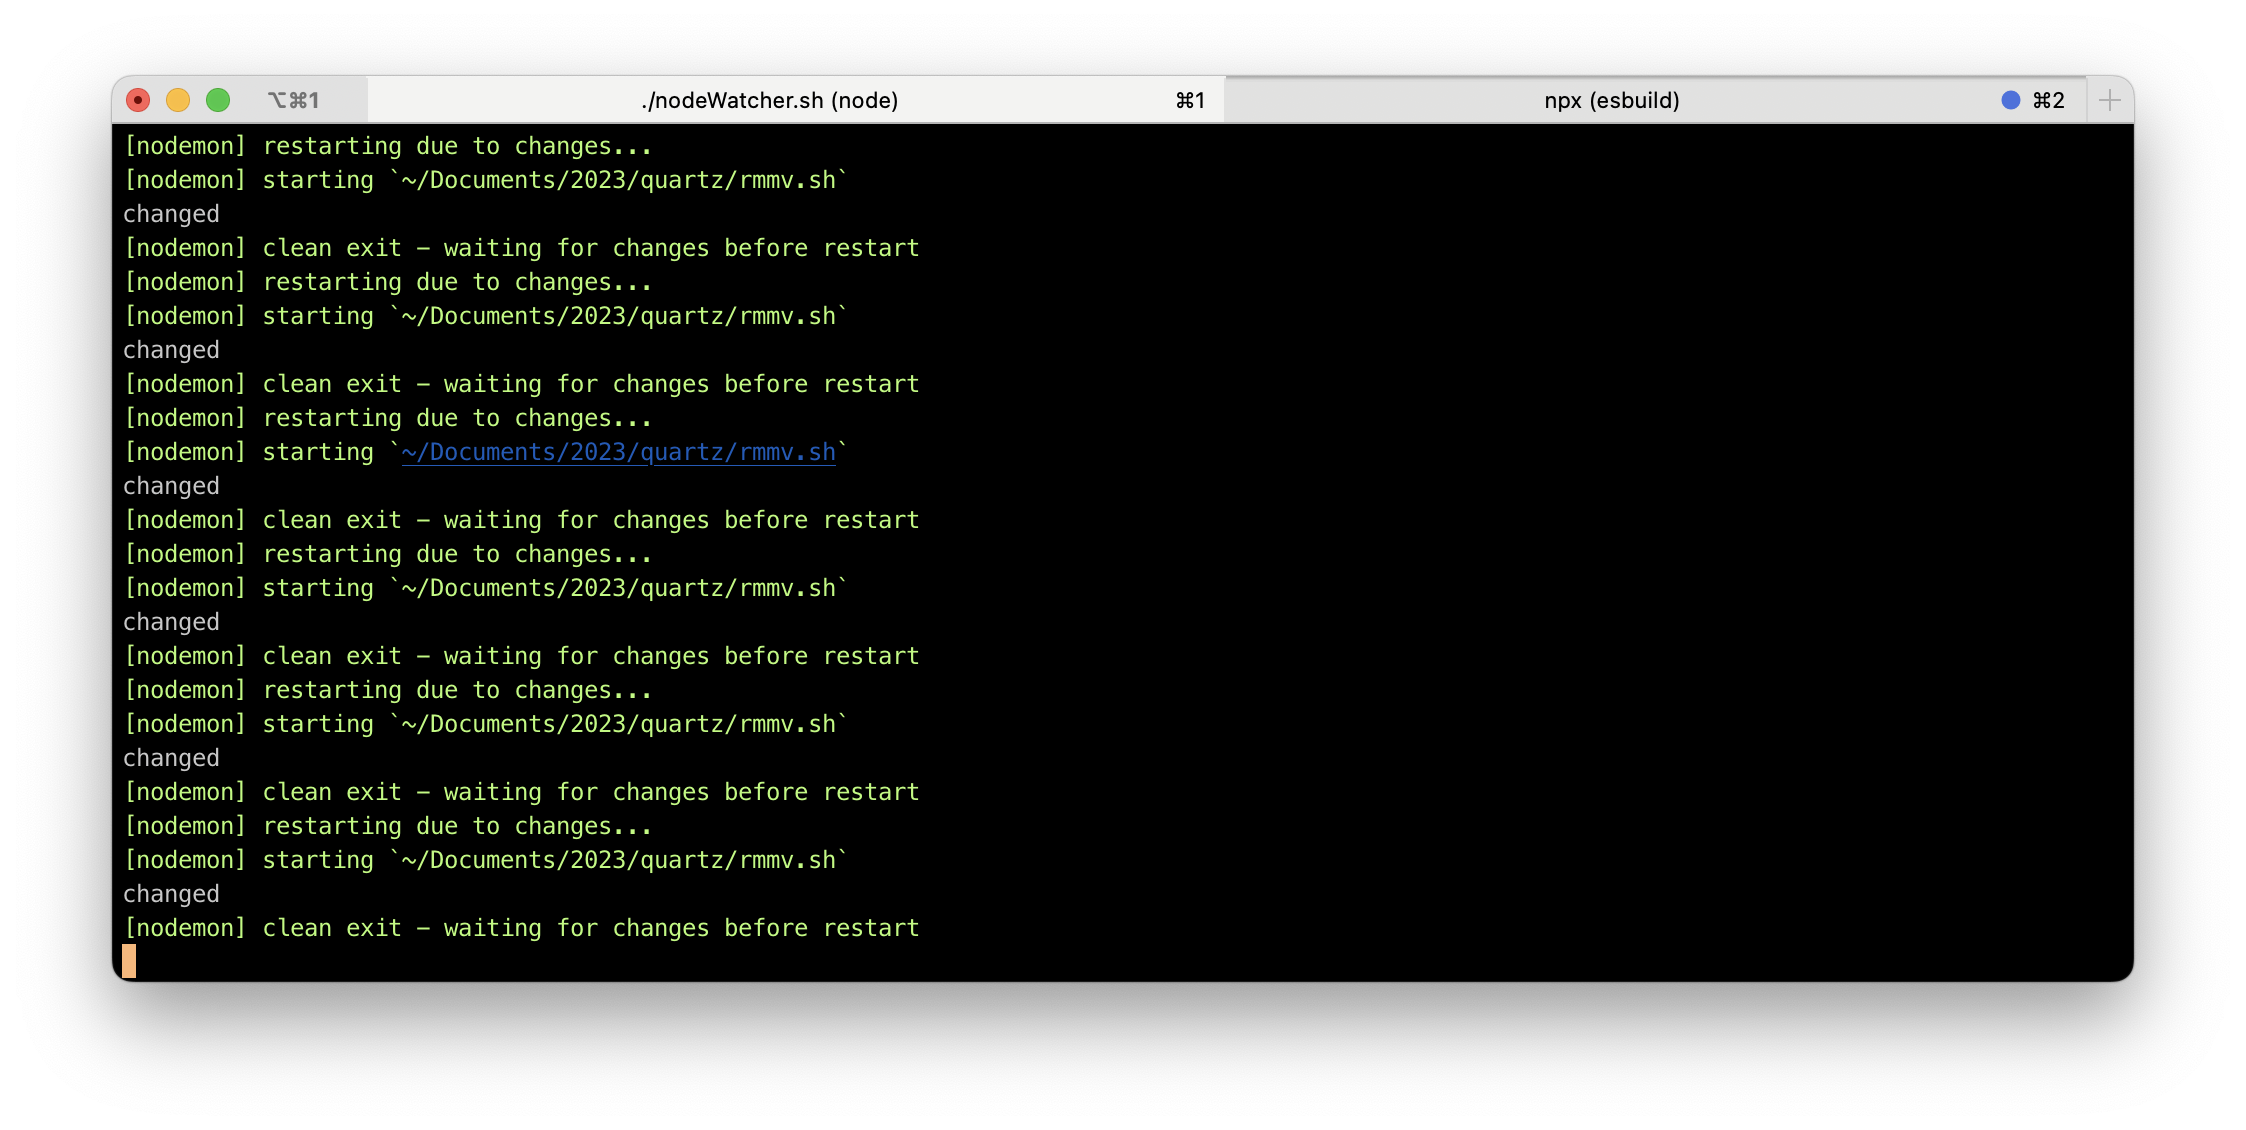 ⌥⌘1 ./nodeWatcher.sh (node) ⌘1 npx (esbuild) ⌘2
[nodemon] restarting due to changes...
[nodemon] starting `~/Documents/2023/quartz/rmmv.sh`
changed
[nodemon] clean exit - waiting for changes before restart
[nodemon] restarting due to changes...
[nodemon] starting `~/Documents/2023/quartz/rmmv.sh`
changed
[nodemon] clean exit - waiting for changes before restart
[nodemon] restarting due to changes...
[nodemon] starting `~/Documents/2023/quartz/rmmv.sh`
changed
[nodemon] clean exit - waiting for changes before restart
[nodemon] restarting due to changes...
[nodemon] starting `~/Documents/2023/quartz/rmmv.sh`
changed
[nodemon] clean exit - waiting for changes before restart
[nodemon] restarting due to changes...
[nodemon] starting `~/Documents/2023/quartz/rmmv.sh`
changed
[nodemon] clean exit - waiting for changes before restart
[nodemon] restarting due to changes...
[nodemon] starting `~/Documents/2023/quartz/rmmv.sh`
changed
[nodemon] clean exit - waiting for changes before restart